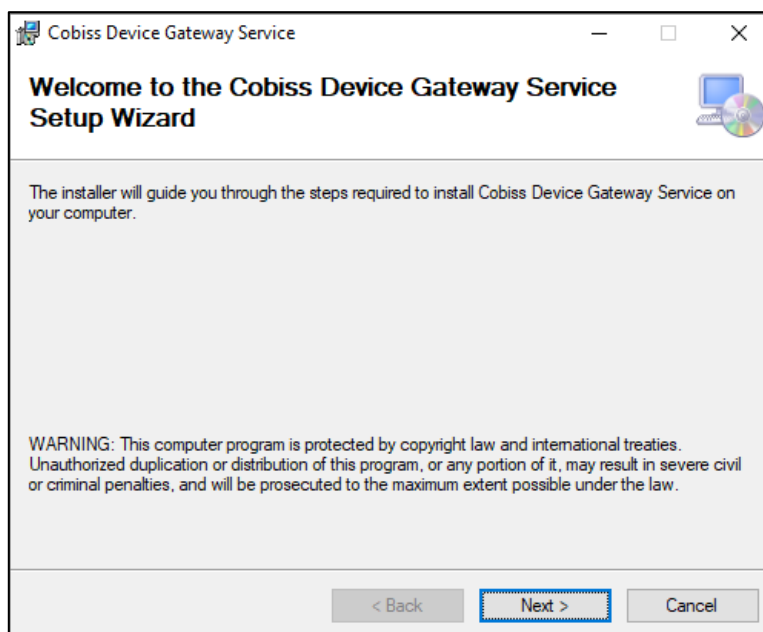 Cobiss Device Gateway Service
Welcome to the Cobiss Device Gateway Service
Setup Wizard
The installer will guide you through the steps required to install Cobiss Device Gateway Service on
your computer.
WARNING: This computer program is protected by copyright law and international treaties.
Unauthorized duplication or distribution of this program, or any portion of it, may result in severe civil
or criminal penalties, and will be prosecuted to the maximum extent possible under the law.
< Back
Next >
Cancel